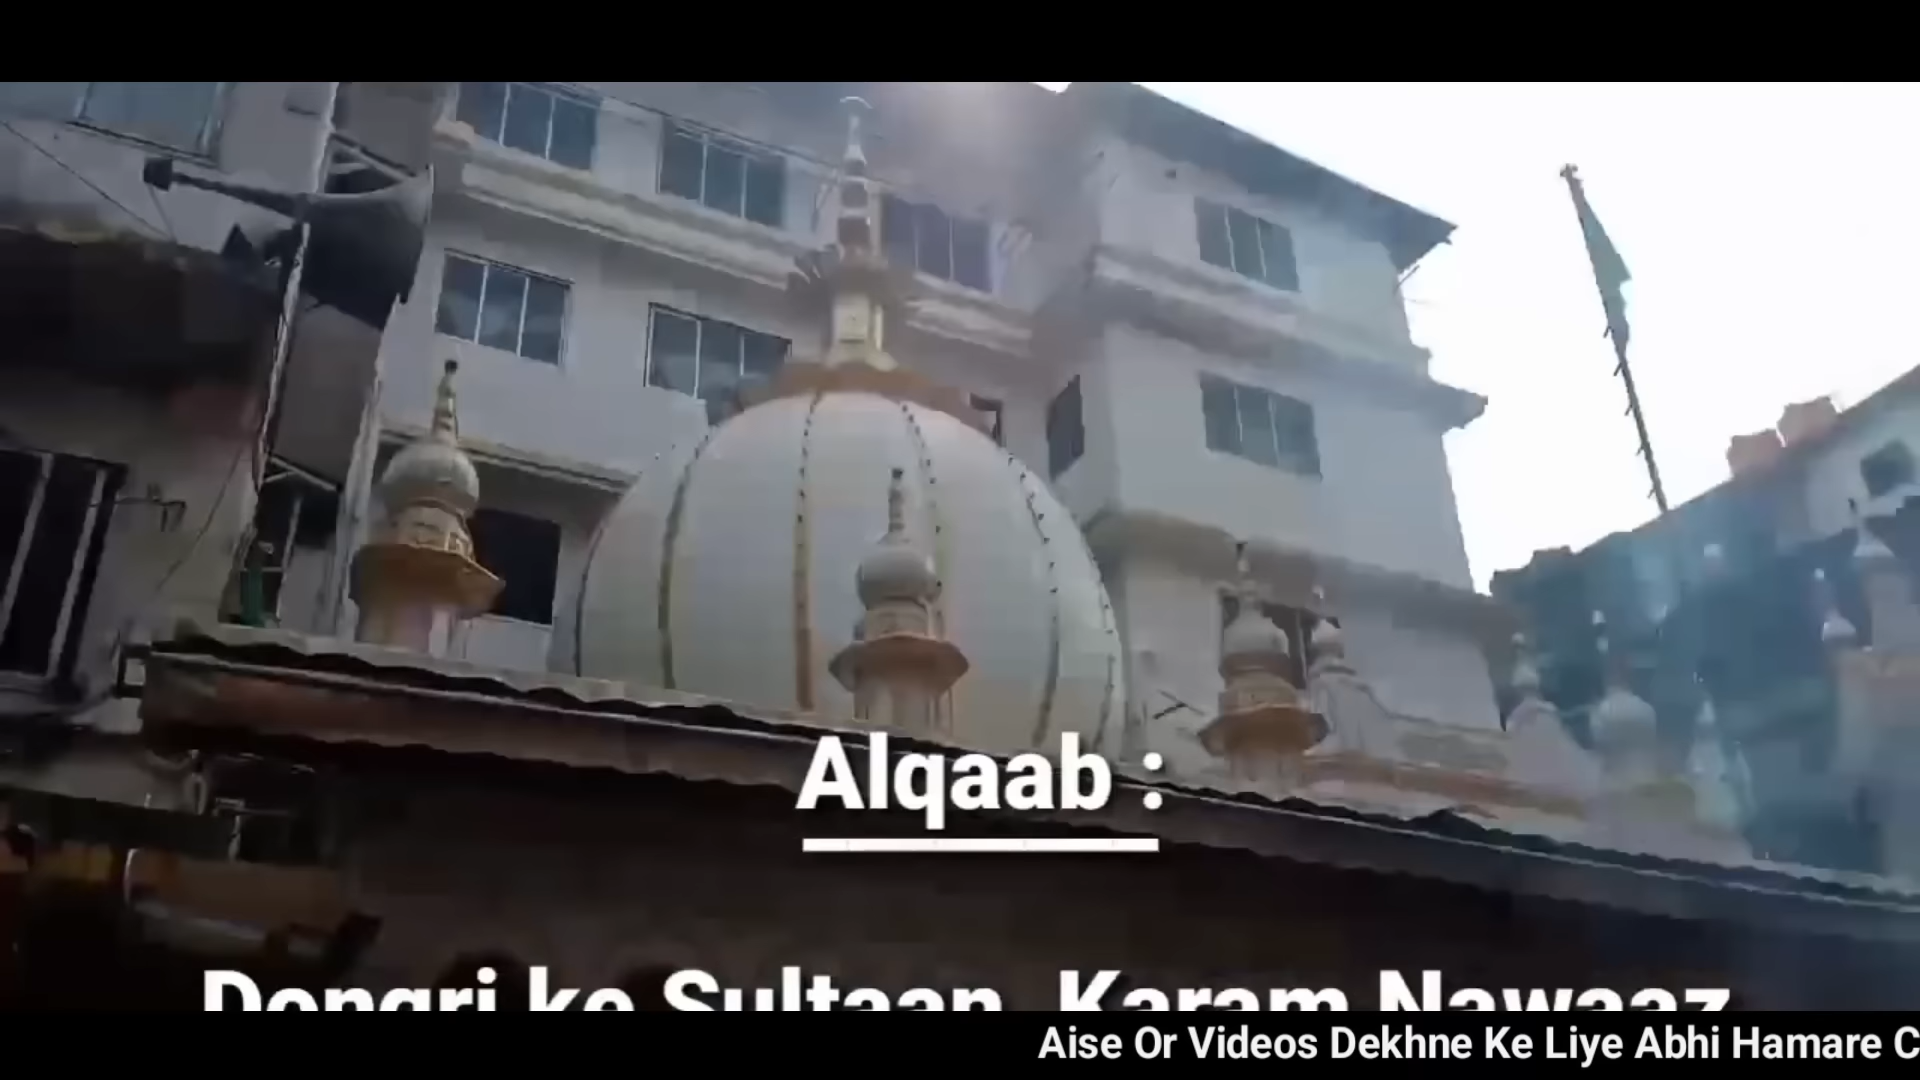 Alqaab :
Dongri ke Sultaan, Karam Nawaaz
Aise Or Videos Dekhne Ke Liye Abhi Hamare C